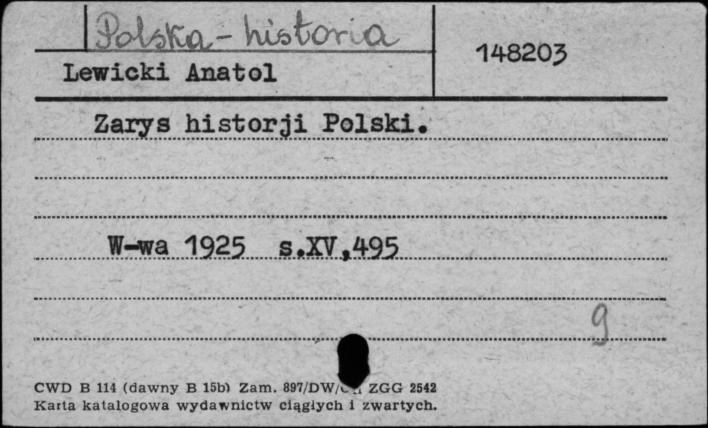 Polska - historia
148203
Lewicki Anatol
Zarys historji Polski.
W-wa 1925 s.XV,495
9
CWD B 114 (dawny B 15b) Zam. 897/DW/ ZGG 2542
Karta katalogowa wydawnictw ciągłych i zwartych.